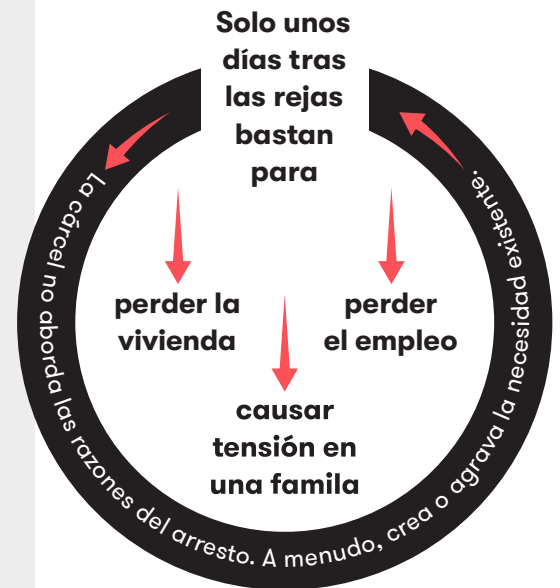 Solo unos
días tras
las rejas
bastan
para
perder la
vivienda
perder
el empleo
causar
tensión en
una famila
La cárcel no aborda las razones del arresto. A menudo, crea o agrava la necesidad existente.